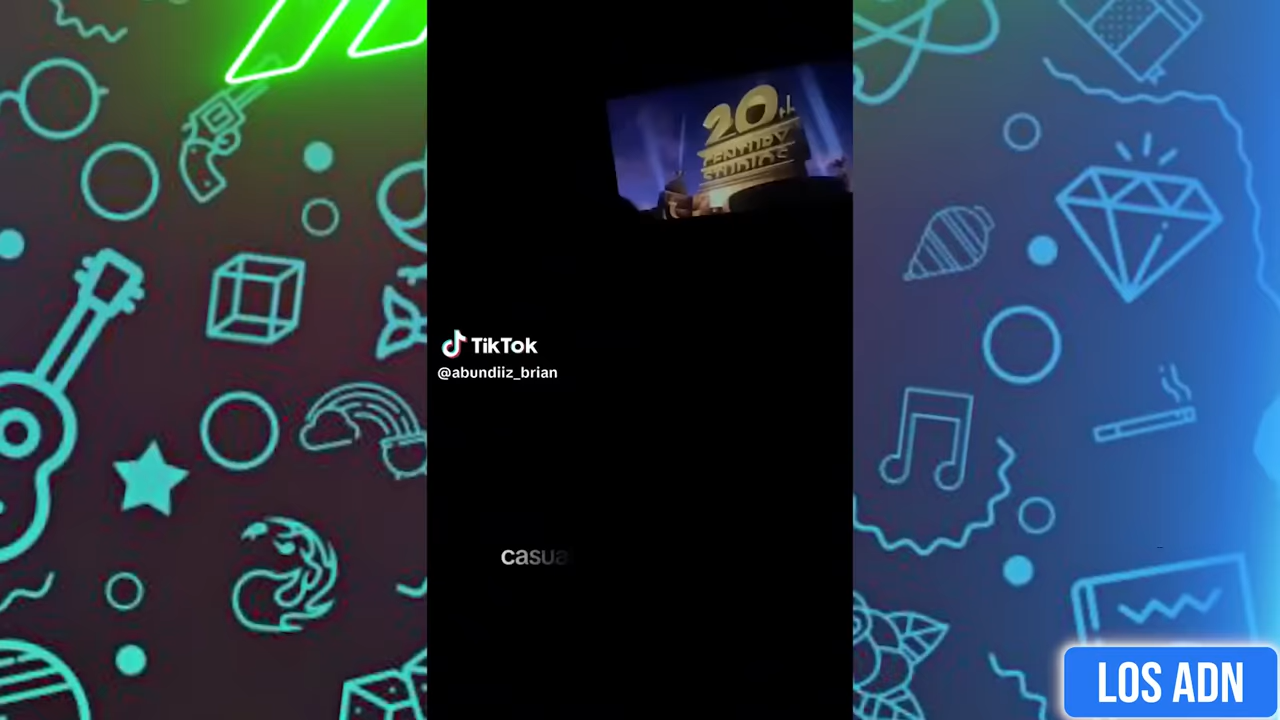 20th
CENTURY
STUDIOS
TikTok
@abundiiz_brian
casua
LOS ADN